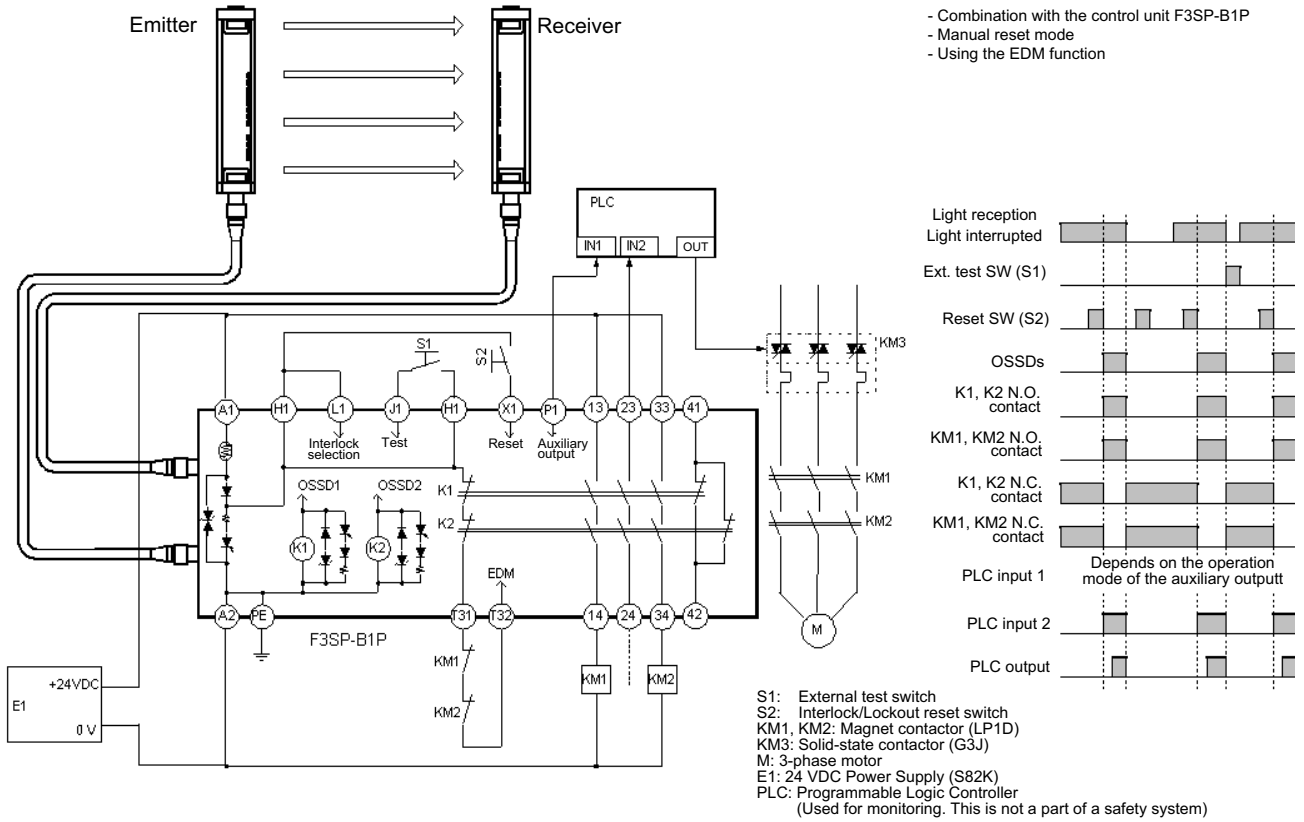 Emitter
Receiver
- Combination with the control unit F3SP-B1P
- Manual reset mode
- Using the EDM function
PLC
IN1
IN2
OUT
KM3
S1
S2
A1
H1
L1
J1
H1
X1
P1
13
23
33
41
Interlock
selection
Test
Reset
Auxiliary
output
OSSD1
OSSD2
K1
K2
K1
K2
EDM
KM1
KM2
A2
PE
T31
T32
14
24
34
42
M
F3SP-B1P
KM1
KM2
KM1
KM2
+24VDC
E1
0 V
Light reception
Light interrupted
Ext. test SW (S1)
Reset SW (S2)
OSSDs
K1, K2 N.O.
contact
KM1, KM2 N.O.
contact
K1, K2 N.C.
contact
KM1, KM2 N.C.
contact
PLC input 1
Depends on the operation
mode of the auxiliary outputt
PLC input 2
PLC output
S1: External test switch
S2: Interlock/Lockout reset switch
KM1, KM2: Magnet contactor (LP1D)
KM3: Solid-state contactor (G3J)
M: 3-phase motor
E1: 24 VDC Power Supply (S82K)
PLC: Programmable Logic Controller
(Used for monitoring. This is not a part of a safety system)